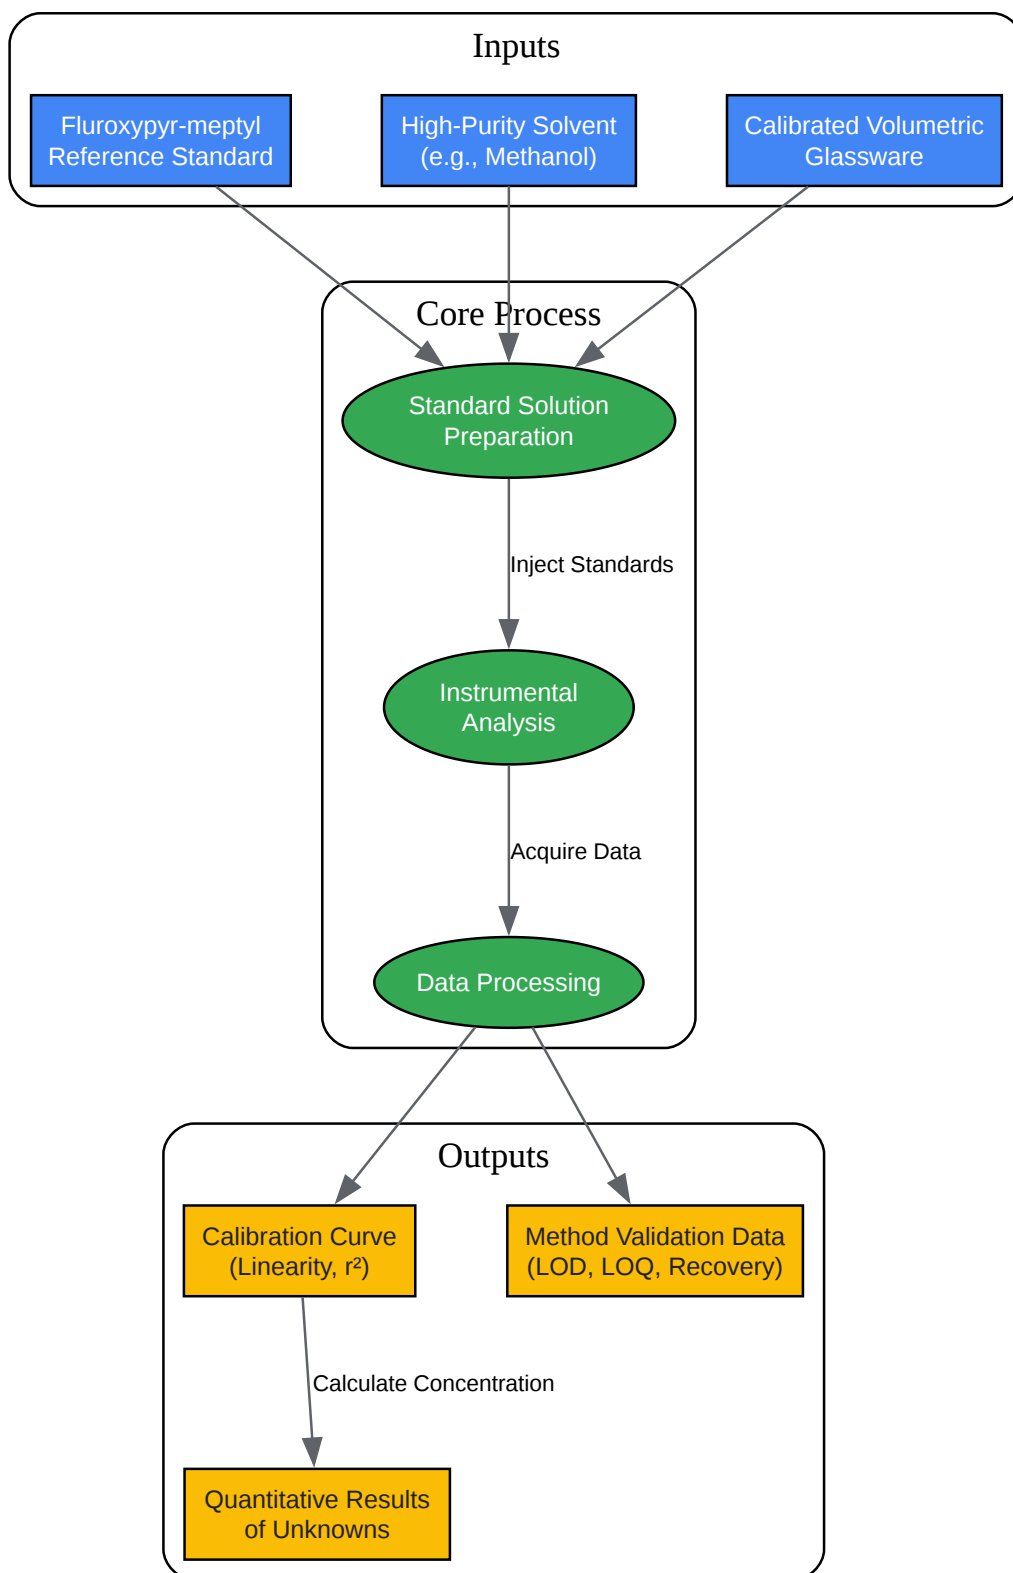 Inputs
Fluroxypyr-meptyl
Reference Standard
High-Purity Solvent
(e.g., Methanol)
Calibrated Volumetric
Glassware
Core Process
Standard Solution
Preparation
Inject Standards
Instrumental
Analysis
Acquire Data
Data Processing
Outputs
Calibration Curve
(Linearity, r²)
Method Validation Data
(LOD, LOQ, Recovery)
Calculate Concentration
Quantitative Results
of Unknowns